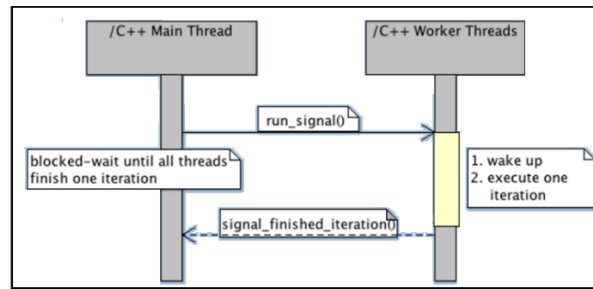 /C++ Main Thread
/C++ Worker Threads
run_signal()
blocked-wait until all threads
finish one iteration
1. wake up
2. execute one
iteration
signal_finished_iteration()